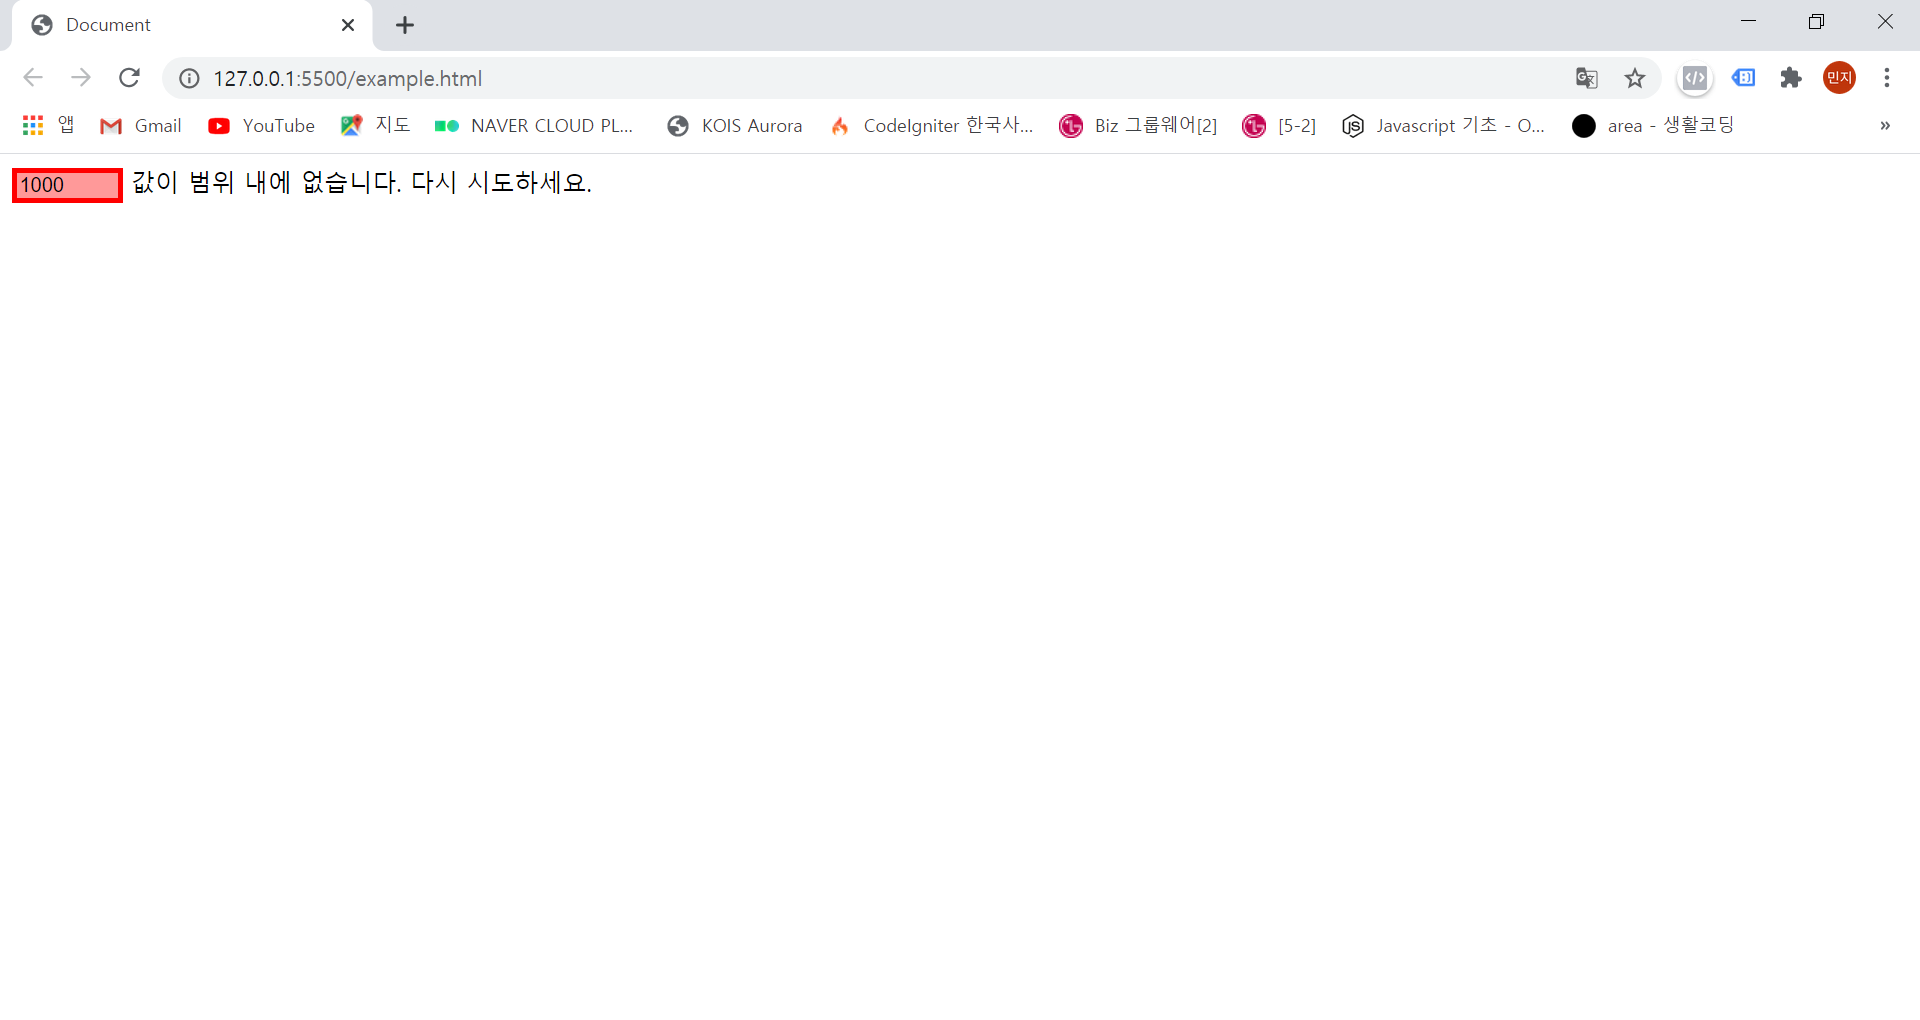 Document
127.0.0.1:5500/example.html 민지
앱 Gmail YouTube 지도 NAVER CLOUD PL... KOIS Aurora CodeIgniter 한국사... Biz 그룹웨어[2] [5-2] Javascript 기초 - O... area - 생활코딩 »
1000 값이 범위 내에 없습니다. 다시 시도하세요.